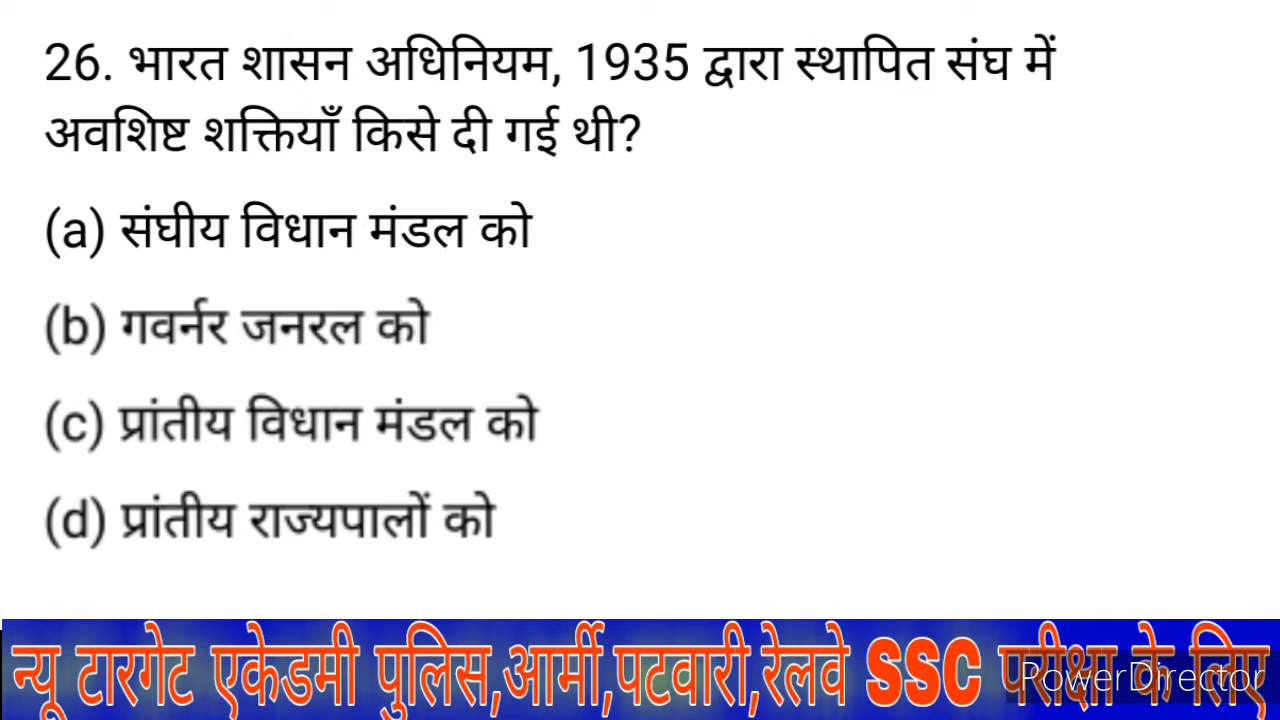 26. भारत शासन अधिनियम, 1935 द्वारा स्थापित संघ में
अवशिष्ट शक्तियाँ किसे दी गई थी?
(a) संघीय विधान मंडल को
(b) गवर्नर जनरल को
(c) प्रांतीय विधान मंडल को
(d) प्रांतीय राज्यपालों को
न्यू टारगेट एकेडमी पुलिस,आर्मी,पटवारी,रेलवे SSC परीक्षा के लिए
PowerDirector